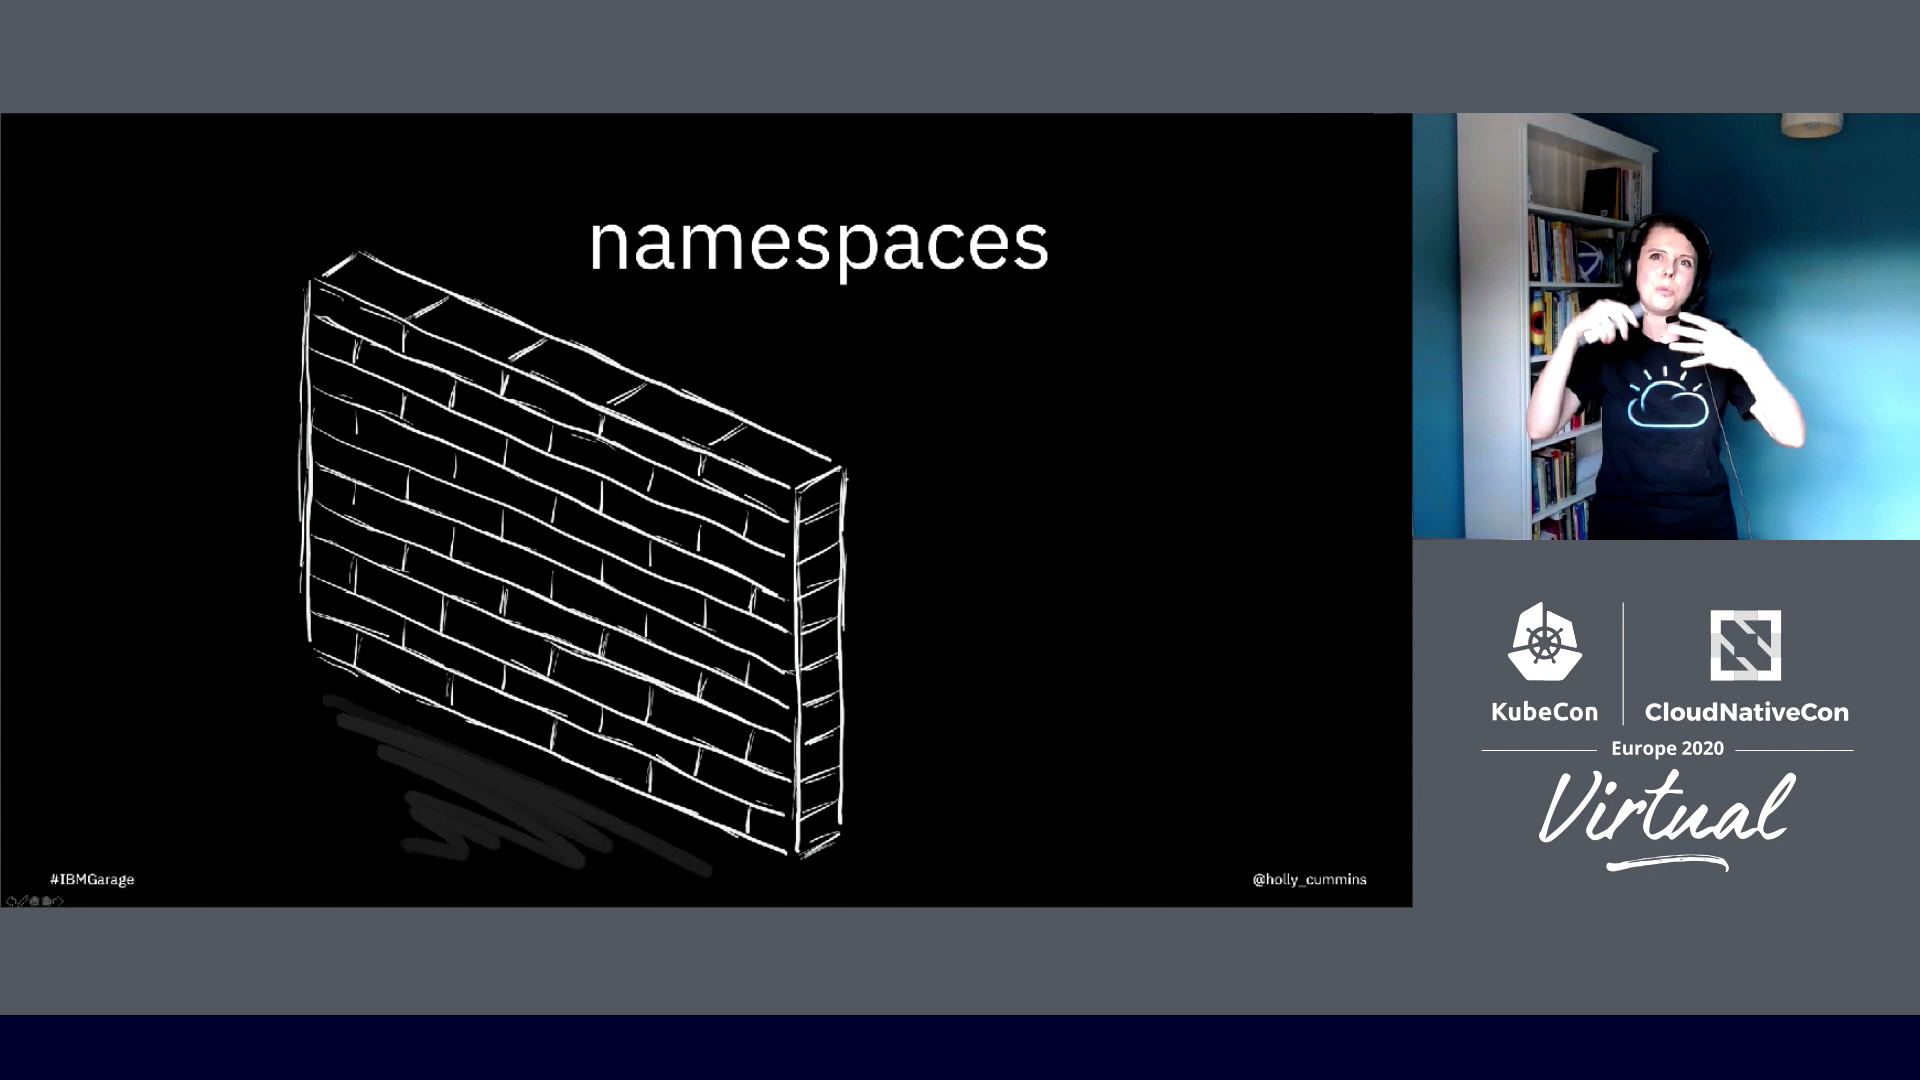 namespaces
#IBMGarage
@holly_cummins
KubeCon
CloudNativeCon
Europe 2020
Virtual